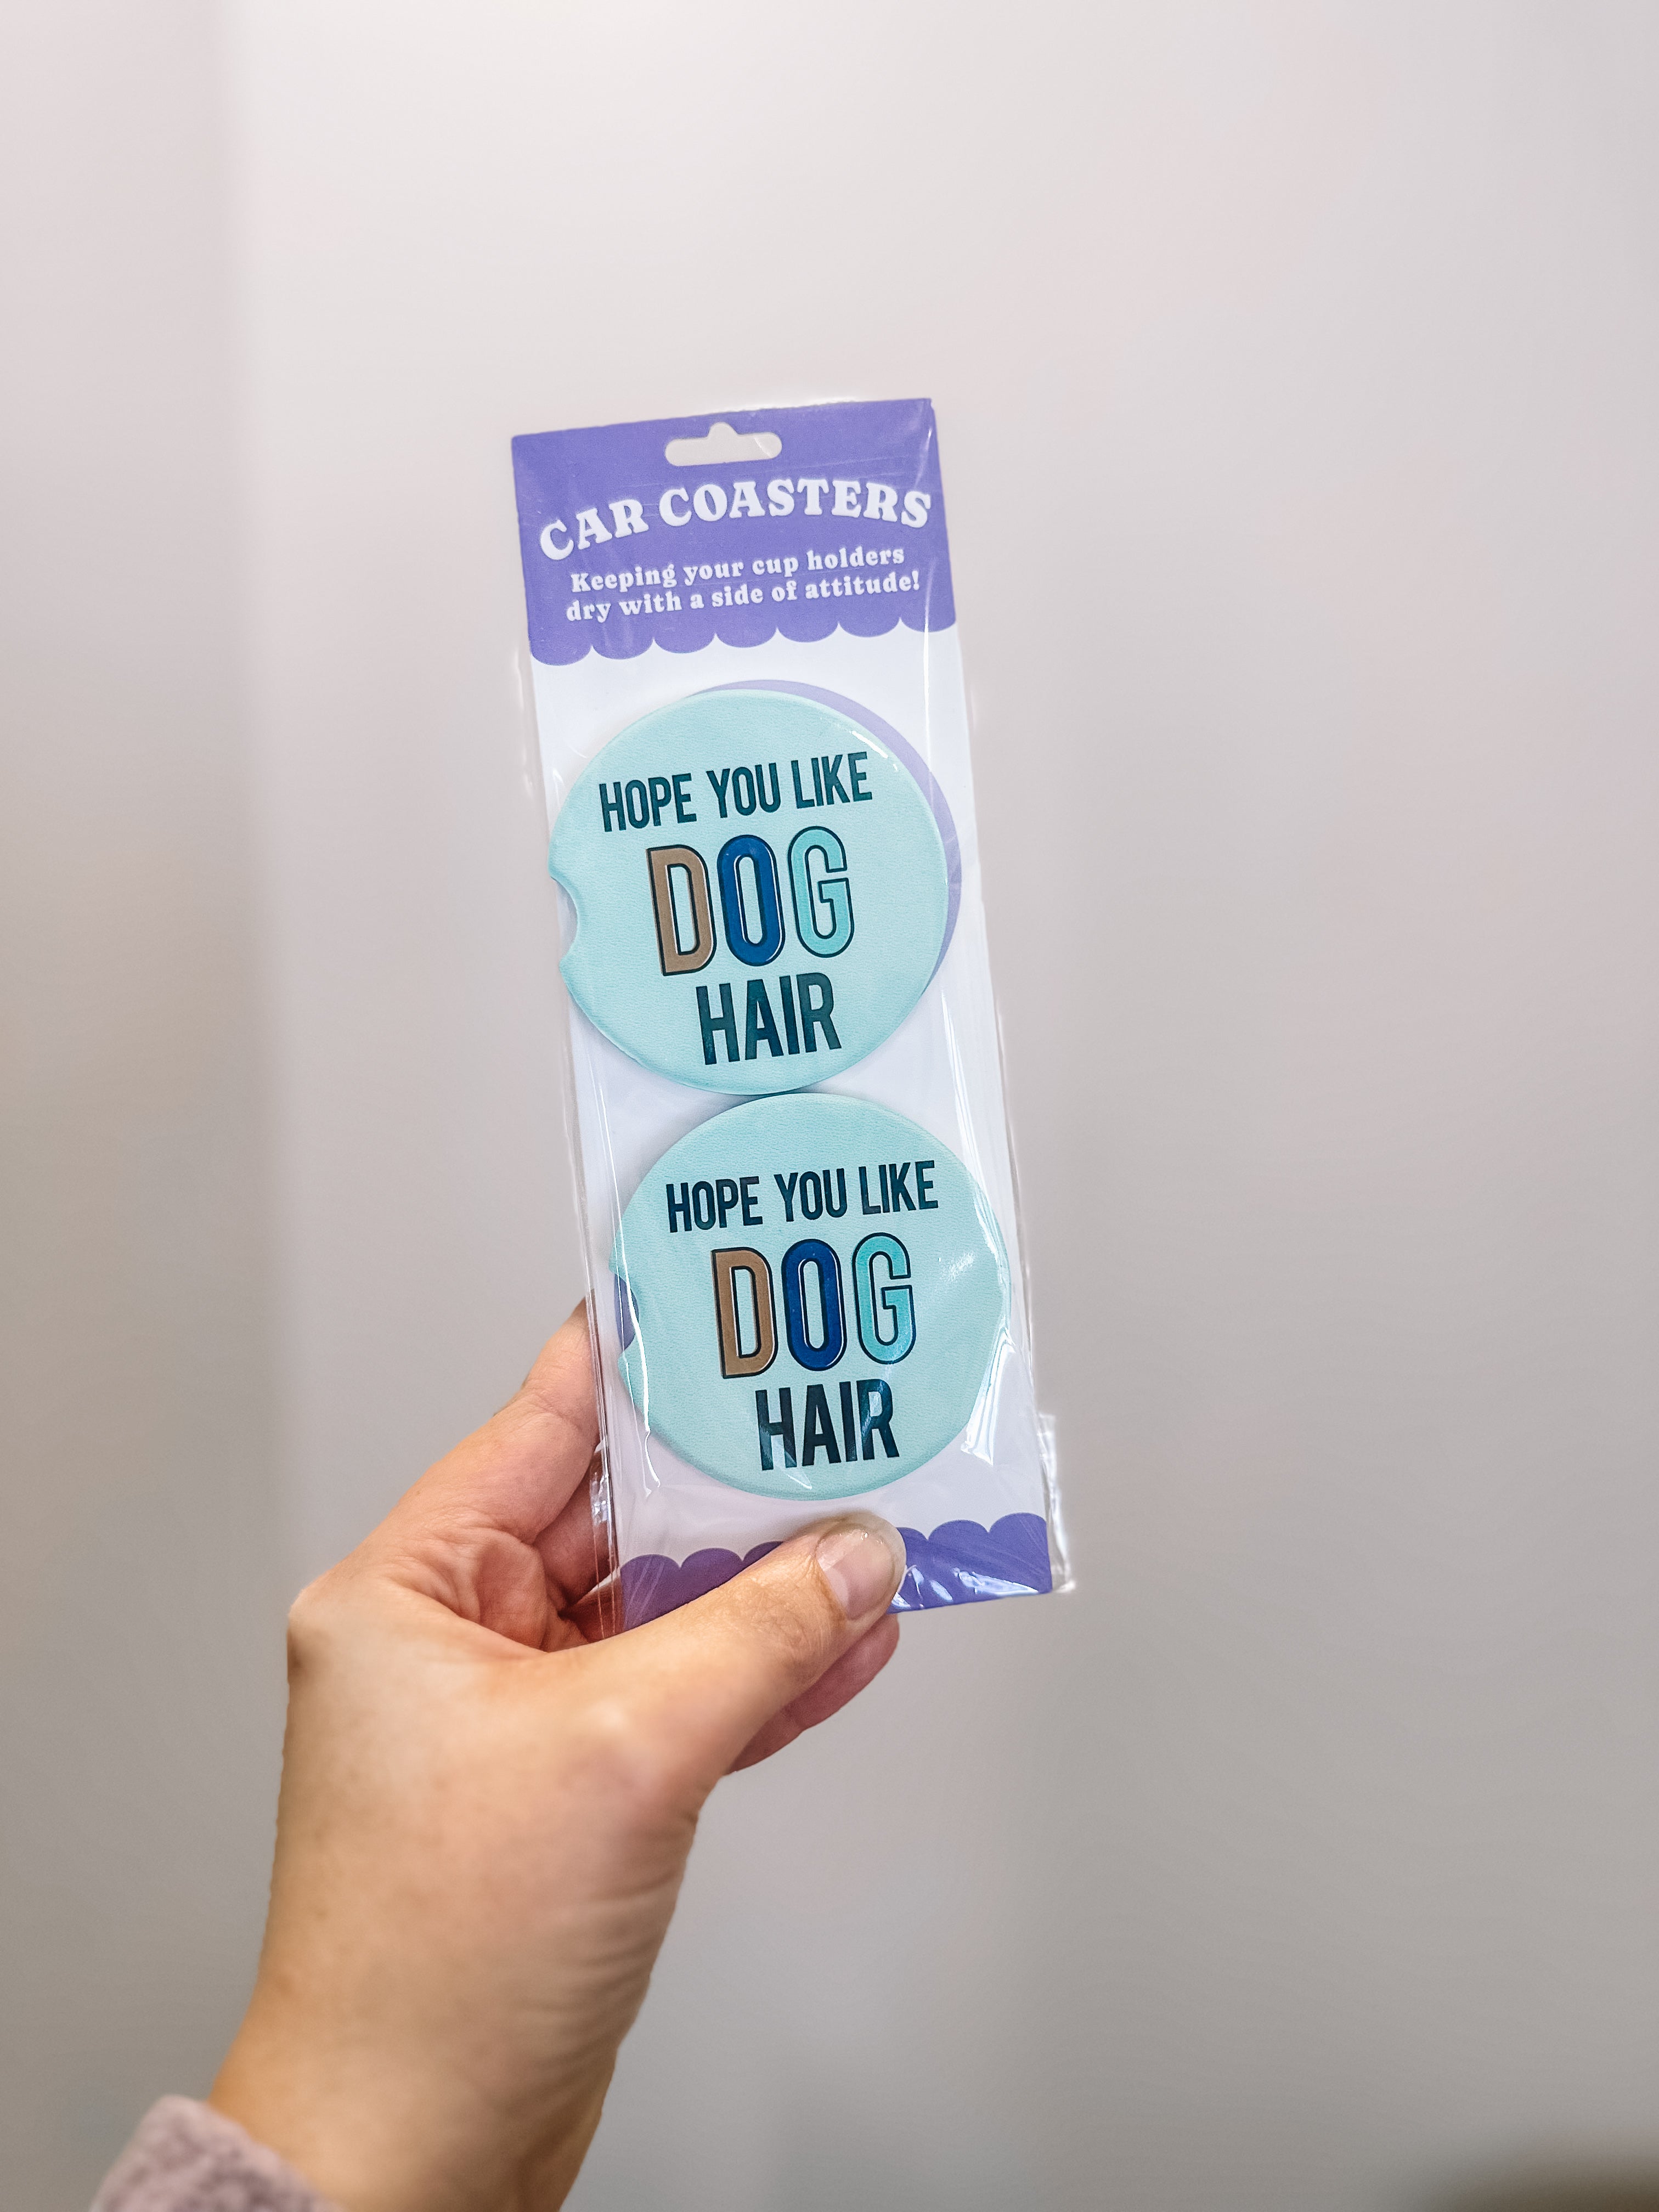 CAR COASTERS
Keeping your cup holders
dry with a side of attitude!
HOPE YOU LIKE
DOG
HAIR
HOPE YOU LIKE
DOG
HAIR